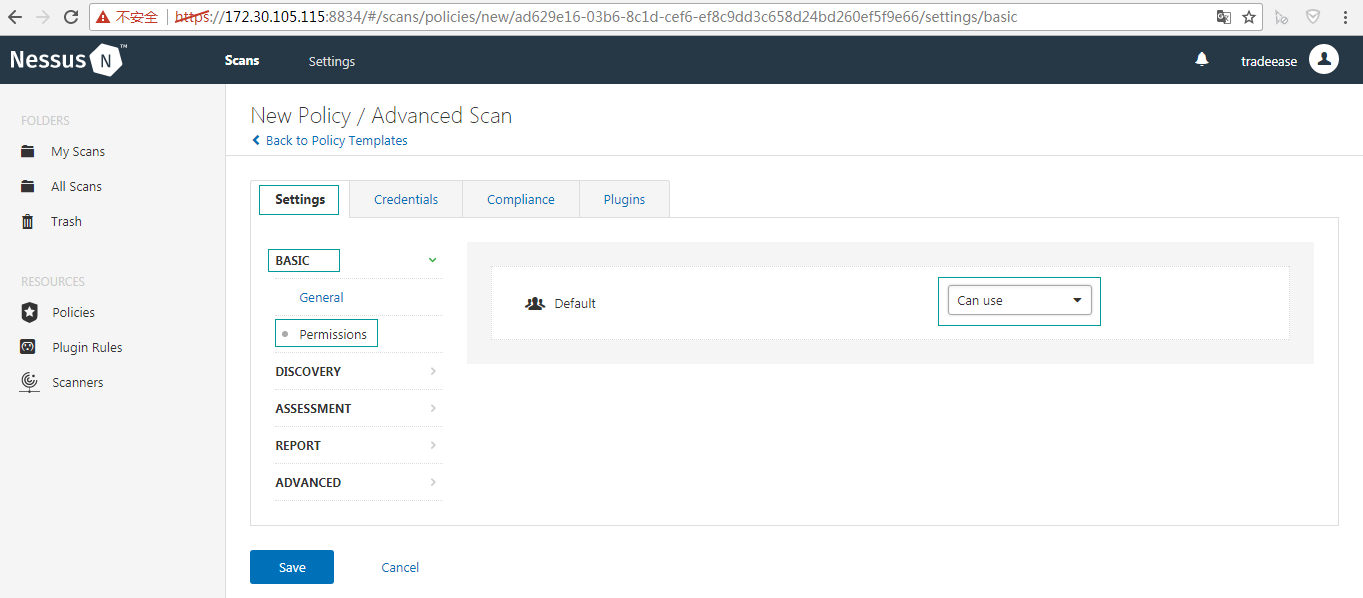 不安全 https://172.30.105.115:8834/#/scans/policies/new/ad629e16-03b6-8c1d-cef6-ef8c9dd3c658d24bd260ef5f9e66/settings/basic
Nessus N ™ Scans Settings tradeease
FOLDERS
My Scans
All Scans
Trash
RESOURCES
Policies
Plugin Rules
Scanners
New Policy / Advanced Scan
Back to Policy Templates
Settings Credentials Compliance Plugins
BASIC
General
Permissions
DISCOVERY
ASSESSMENT
REPORT
ADVANCED
Default Can use
Save Cancel